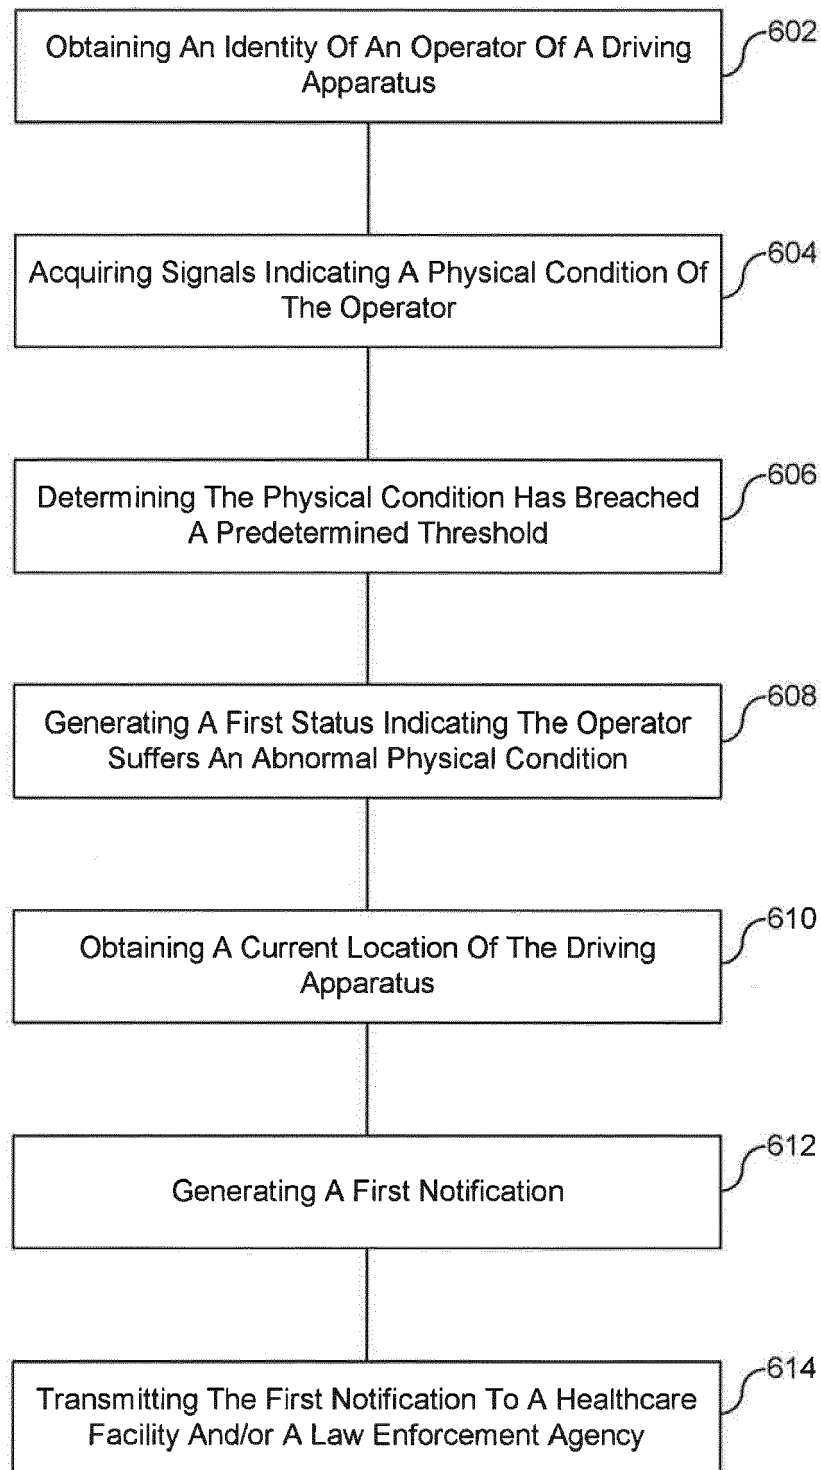 Obtaining An Identity Of An Operator Of A Driving
Apparatus
602
Acquiring Signals Indicating A Physical Condition Of
The Operator
604
Determining The Physical Condition Has Breached
A Predetermined Threshold
606
Generating A First Status Indicating The Operator
Suffers An Abnormal Physical Condition
608
Obtaining A Current Location Of The Driving
Apparatus
610
Generating A First Notification
612
Transmitting The First Notification To A Healthcare
Facility And/or A Law Enforcement Agency
614